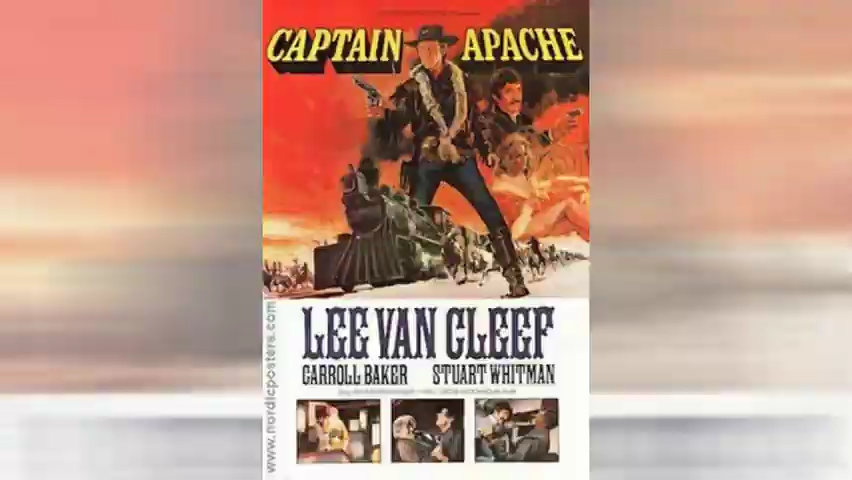 CAPTAIN APACHE
LEE VAN CLEEF
CARROLL BAKER STUART WHITMAN
www.nordicposters.com